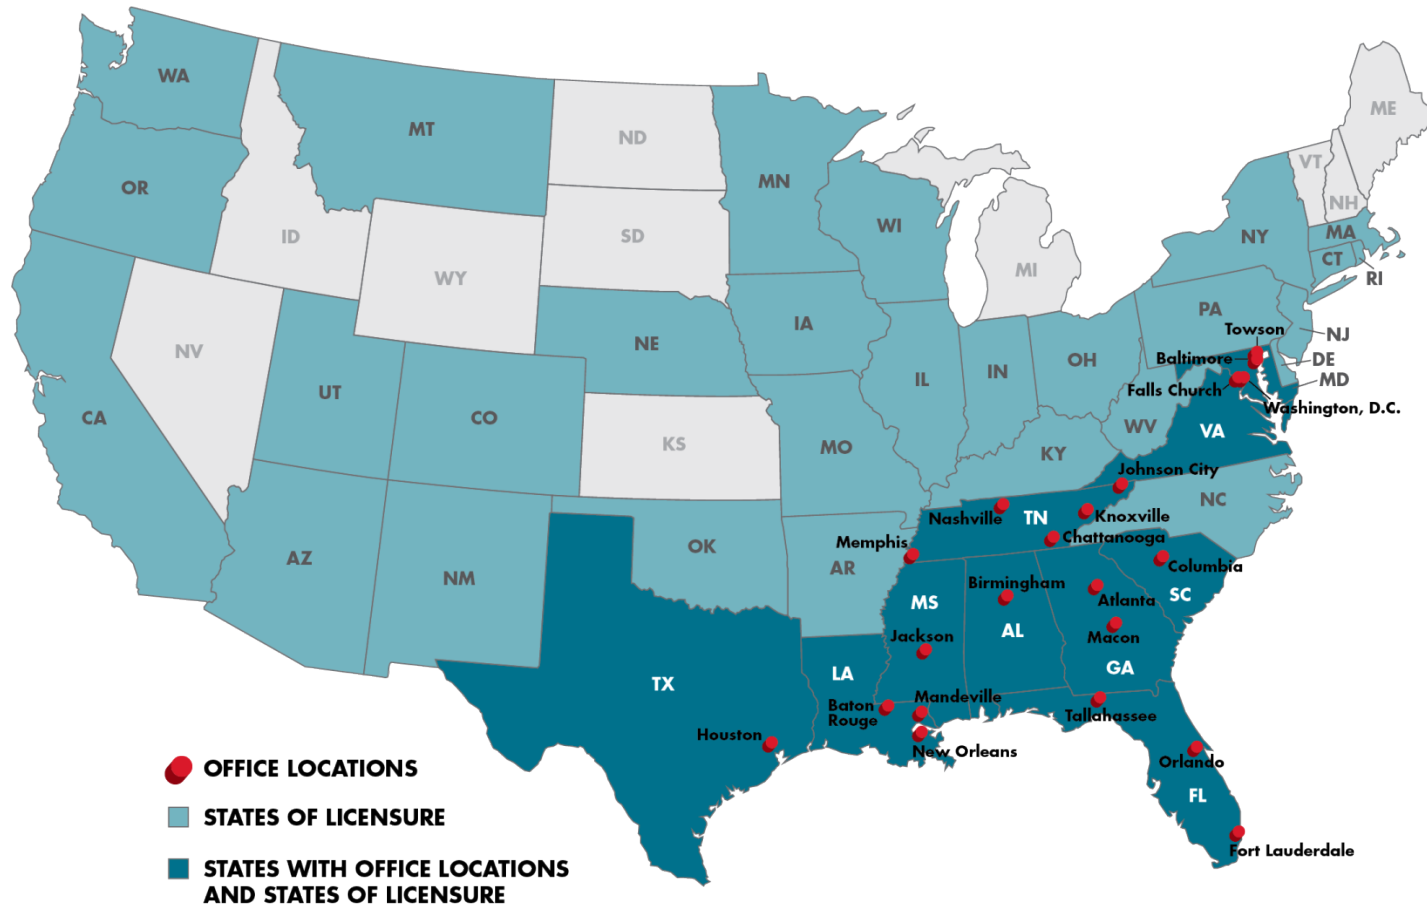 WA
MT
ND
ME
OR
MN
VT
NH
ID
SD
WI
NY
MA
CT
RI
WY
MI
NV
NE
IA
PA
Towson
NJ
UT
CO
IL
IN
OH
Baltimore
DE
Falls Church
MD
Washington, D.C.
CA
KS
MO
WV
VA
KY
Johnson City
AZ
NM
OK
AR
Nashville
TN
Knoxville
NC
Memphis
Chattanooga
Columbia
MS
Birmingham
Atlanta
SC
Jackson
AL
Macon
TX
LA
GA
Baton
Rouge
Mandeville
Tallahassee
Houston
New Orleans
Orlando
FL
Fort Lauderdale
OFFICE LOCATIONS
STATES OF LICENSURE
STATES WITH OFFICE LOCATIONS
AND STATES OF LICENSURE